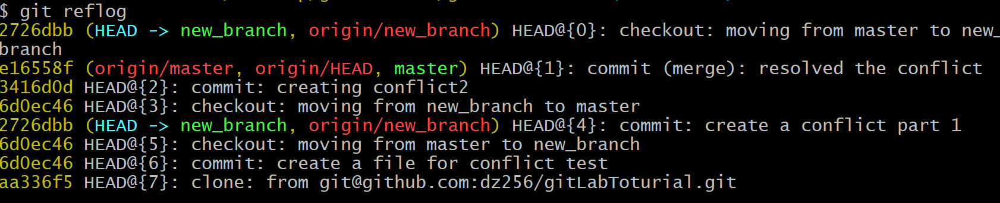 $ git reflog
2726dbb (HEAD -> new_branch, origin/new_branch) HEAD@{0}: checkout: moving from master to new_
branch
e16558f (origin/master, origin/HEAD, master) HEAD@{1}: commit (merge): resolved the conflict
3416d0d HEAD@{2}: commit: creating conflict2
6d0ec46 HEAD@{3}: checkout: moving from new_branch to master
2726dbb (HEAD -> new_branch, origin/new_branch) HEAD@{4}: commit: create a conflict part 1
6d0ec46 HEAD@{5}: checkout: moving from master to new_branch
6d0ec46 HEAD@{6}: commit: create a file for conflict test
aa336f5 HEAD@{7}: clone: from git@github.com:dz256/gitLabToturial.git